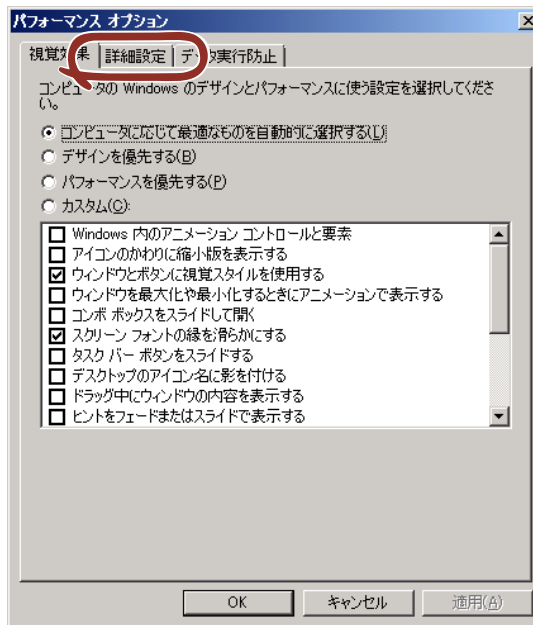 パフォーマンス オプション
視覚効果 詳細設定 データ実行防止
コンピュータの Windows のデザインとパフォーマンスに使う設定を選択してくださ
い。
コンピュータに応じて最適なものを自動的に選択する(L)
デザインを優先する(B)
パフォーマンスを優先する(P)
カスタム(C):
Windows 内のアニメーション コントロールと要素
アイコンのかわりに縮小版を表示する
ウィンドウとボタンに視覚スタイルを使用する
ウィンドウを最大化や最小化するときにアニメーションで表示する
コンボ ボックスをスライドして開く
スクリーン フォントの縁を滑らかにする
タスク バー ボタンをスライドする
デスクトップのアイコン名に影を付ける
ドラッグ中にウィンドウの内容を表示する
ヒントをフェードまたはスライドで表示する
OK キャンセル 適用(A)